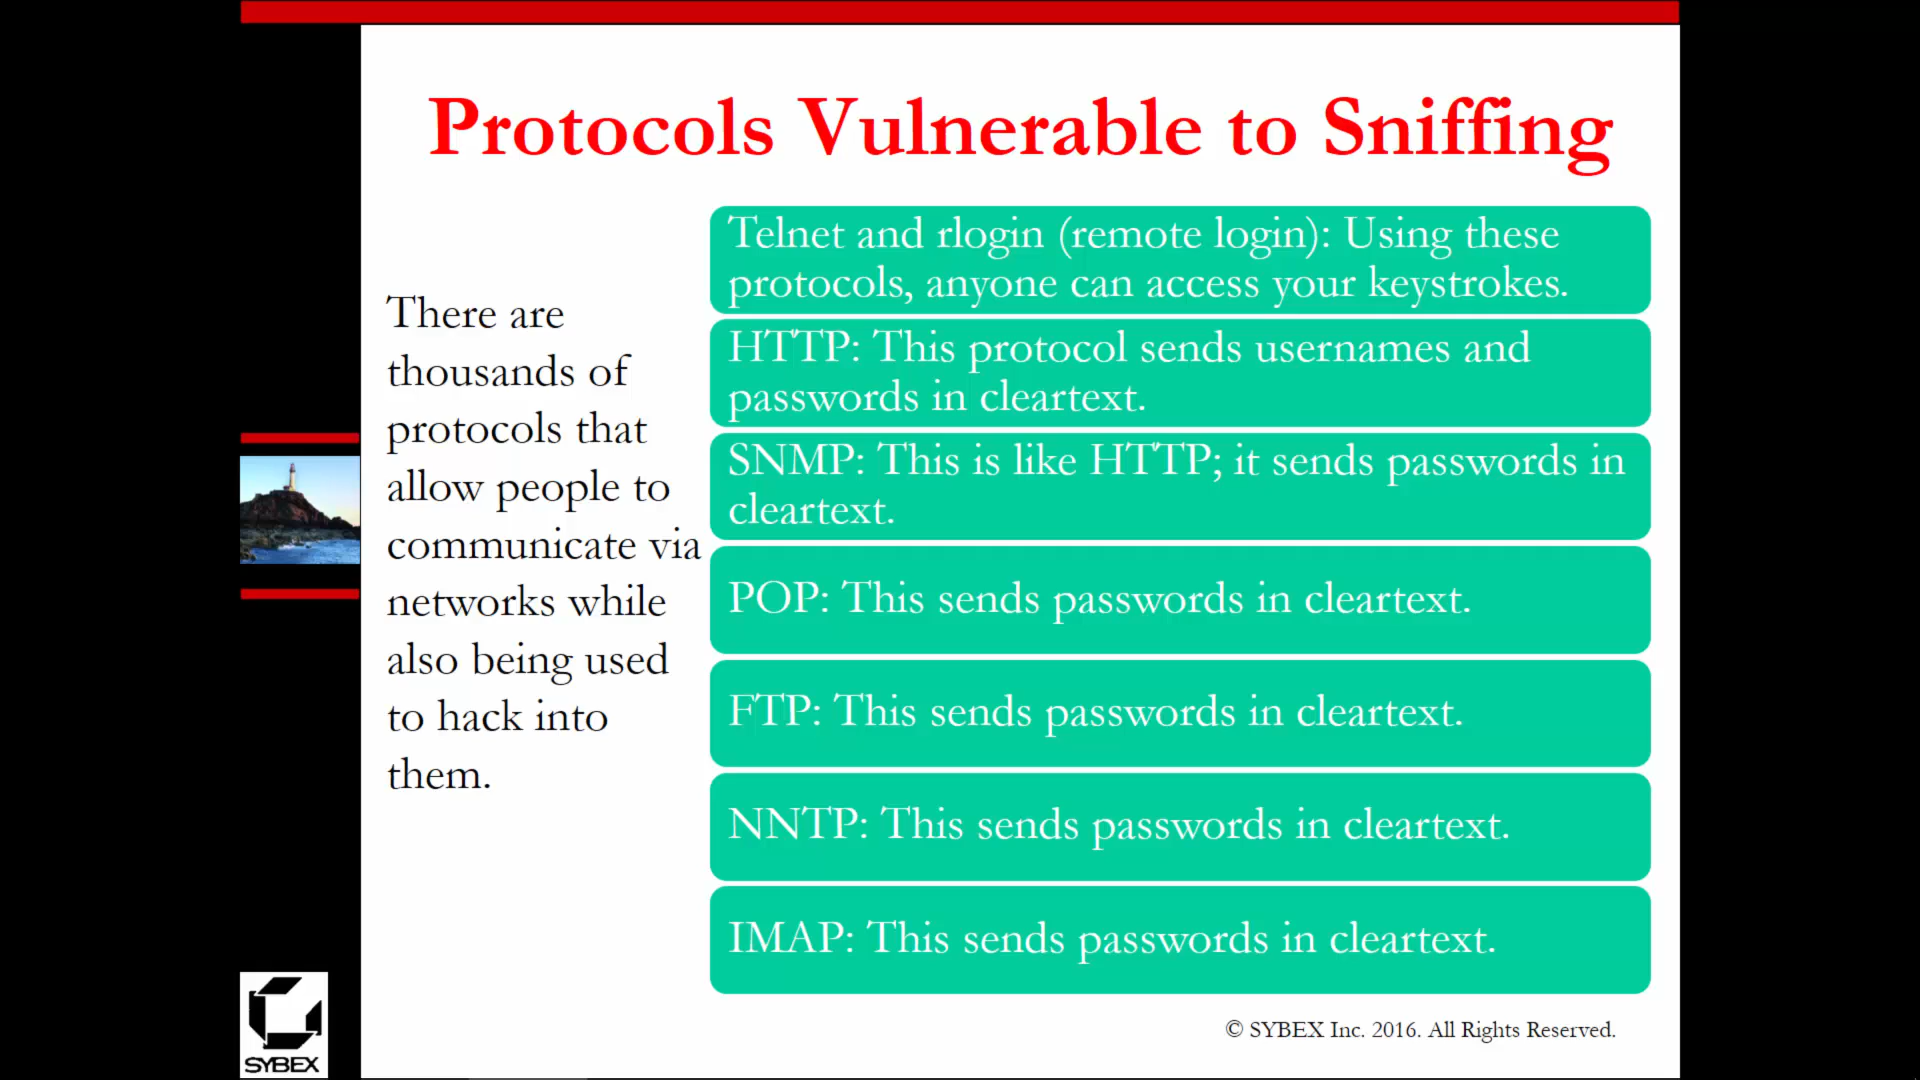 Protocols Vulnerable to Sniffing
There are
thousands of
protocols that
allow people to
communicate via
networks while
also being used
to hack into
them.
Telnet and rlogin (remote login): Using these
protocols, anyone can access your keystrokes.
HTTP: This protocol sends usernames and
passwords in cleartext.
SNMP: This is like HTTP; it sends passwords in
cleartext.
POP: This sends passwords in cleartext.
FTP: This sends passwords in cleartext.
NNTP: This sends passwords in cleartext.
IMAP: This sends passwords in cleartext.
© SYBEX Inc. 2016. All Rights Reserved.
SYBEX